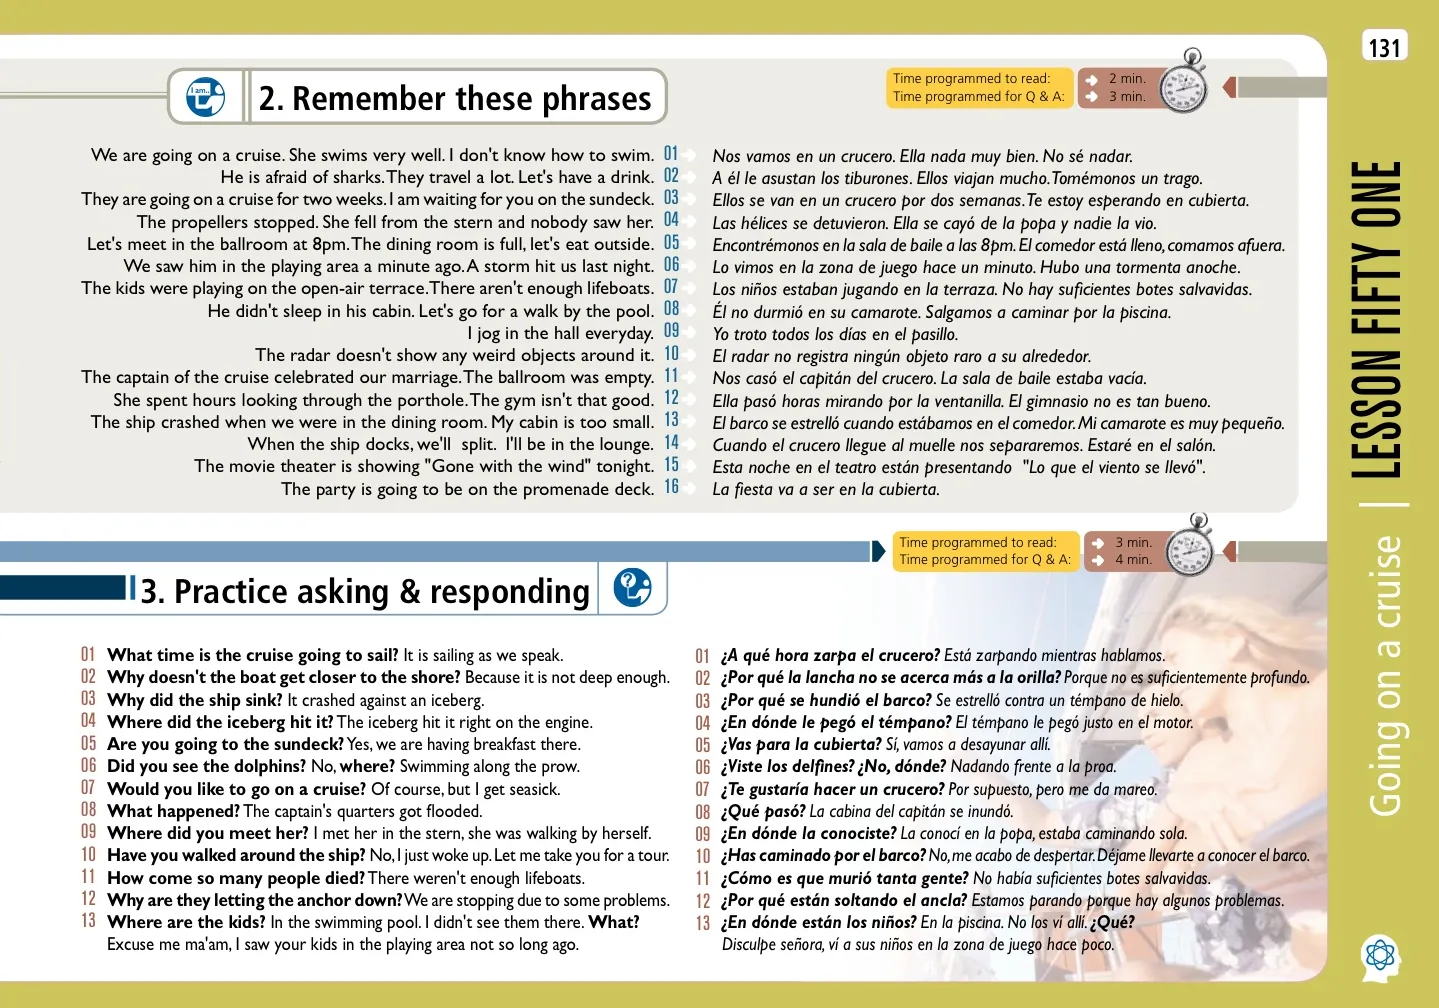 131
I am..
2. Remember these phrases
Time programmed to read: 2 min.
Time programmed for Q & A: 3 min.
We are going on a cruise. She swims very well. I don't know how to swim. 01 Nos vamos en un crucero. Ella nada muy bien. No sé nadar.
He is afraid of sharks. They travel a lot. Let's have a drink. 02 A él le asustan los tiburones. Ellos viajan mucho. Tomémonos un trago.
They are going on a cruise for two weeks. I am waiting for you on the sundeck. 03 Ellos se van en un crucero por dos semanas. Te estoy esperando en cubierta.
The propellers stopped. She fell from the stern and nobody saw her. 04 Las hélices se detuvieron. Ella se cayó de la popa y nadie la vio.
Let's meet in the ballroom at 8pm. The dining room is full, let's eat outside. 05 Encontrémonos en la sala de baile a las 8pm. El comedor está lleno, comamos afuera.
We saw him in the playing area a minute ago. A storm hit us last night. 06 Lo vimos en la zona de juego hace un minuto. Hubo una tormenta anoche.
The kids were playing on the open-air terrace. There aren't enough lifeboats. 07 Los niños estaban jugando en la terraza. No hay suficientes botes salvavidas.
He didn't sleep in his cabin. Let's go for a walk by the pool. 08 Él no durmió en su camarote. Salgamos a caminar por la piscina.
I jog in the hall everyday. 09 Yo troto todos los días en el pasillo.
The radar doesn't show any weird objects around it. 10 El radar no registra ningún objeto raro a su alrededor.
The captain of the cruise celebrated our marriage. The ballroom was empty. 11 Nos casó el capitán del crucero. La sala de baile estaba vacía.
She spent hours looking through the porthole. The gym isn't that good. 12 Ella pasó horas mirando por la ventanilla. El gimnasio no es tan bueno.
The ship crashed when we were in the dining room. My cabin is too small. 13 El barco se estrelló cuando estábamos en el comedor. Mi camarote es muy pequeño.
When the ship docks, we'll split. I'll be in the lounge. 14 Cuando el crucero llegue al muelle nos separaremos. Estaré en el salón.
The movie theater is showing "Gone with the wind" tonight. 15 Esta noche en el teatro están presentando "Lo que el viento se llevó".
The party is going to be on the promenade deck. 16 La fiesta va a ser en la cubierta.
Time programmed to read: 3 min.
Time programmed for Q & A: 4 min.
3. Practice asking & responding
?
01 What time is the cruise going to sail? It is sailing as we speak.
02 Why doesn't the boat get closer to the shore? Because it is not deep enough.
03 Why did the ship sink? It crashed against an iceberg.
04 Where did the iceberg hit it? The iceberg hit it right on the engine.
05 Are you going to the sundeck? Yes, we are having breakfast there.
06 Did you see the dolphins? No, where? Swimming along the prow.
07 Would you like to go on a cruise? Of course, but I get seasick.
08 What happened? The captain's quarters got flooded.
09 Where did you meet her? I met her in the stern, she was walking by herself.
10 Have you walked around the ship? No, I just woke up. Let me take you for a tour.
11 How come so many people died? There weren't enough lifeboats.
12 Why are they letting the anchor down? We are stopping due to some problems.
13 Where are the kids? In the swimming pool. I didn't see them there. What?
Excuse me ma'am, I saw your kids in the playing area not so long ago.
01 ¿A qué hora zarpa el crucero? Está zarpando mientras hablamos.
02 ¿Por qué la lancha no se acerca más a la orilla? Porque no es suficientemente profundo.
03 ¿Por qué se hundió el barco? Se estrelló contra un témpano de hielo.
04 ¿En dónde le pegó el témpano? El témpano le pegó justo en el motor.
05 ¿Vas para la cubierta? Sí, vamos a desayunar allí.
06 ¿Viste los delfines? ¿No, dónde? Nadando frente a la proa.
07 ¿Te gustaría hacer un crucero? Por supuesto, pero me da mareo.
08 ¿Qué pasó? La cabina del capitán se inundó.
09 ¿En dónde la conociste? La conocí en la popa, estaba caminando sola.
10 ¿Has caminado por el barco? No, me acabo de despertar. Déjame llevarte a conocer el barco.
11 ¿Cómo es que murió tanta gente? No había suficientes botes salvavidas.
12 ¿Por qué están soltando el ancla? Estamos parando porque hay algunos problemas.
13 ¿En dónde están los niños? En la piscina. No los ví allí. ¿Qué?
Disculpe señora, ví a sus niños en la zona de juego hace poco.
Going on a cruise | LESSON FIFTY ONE